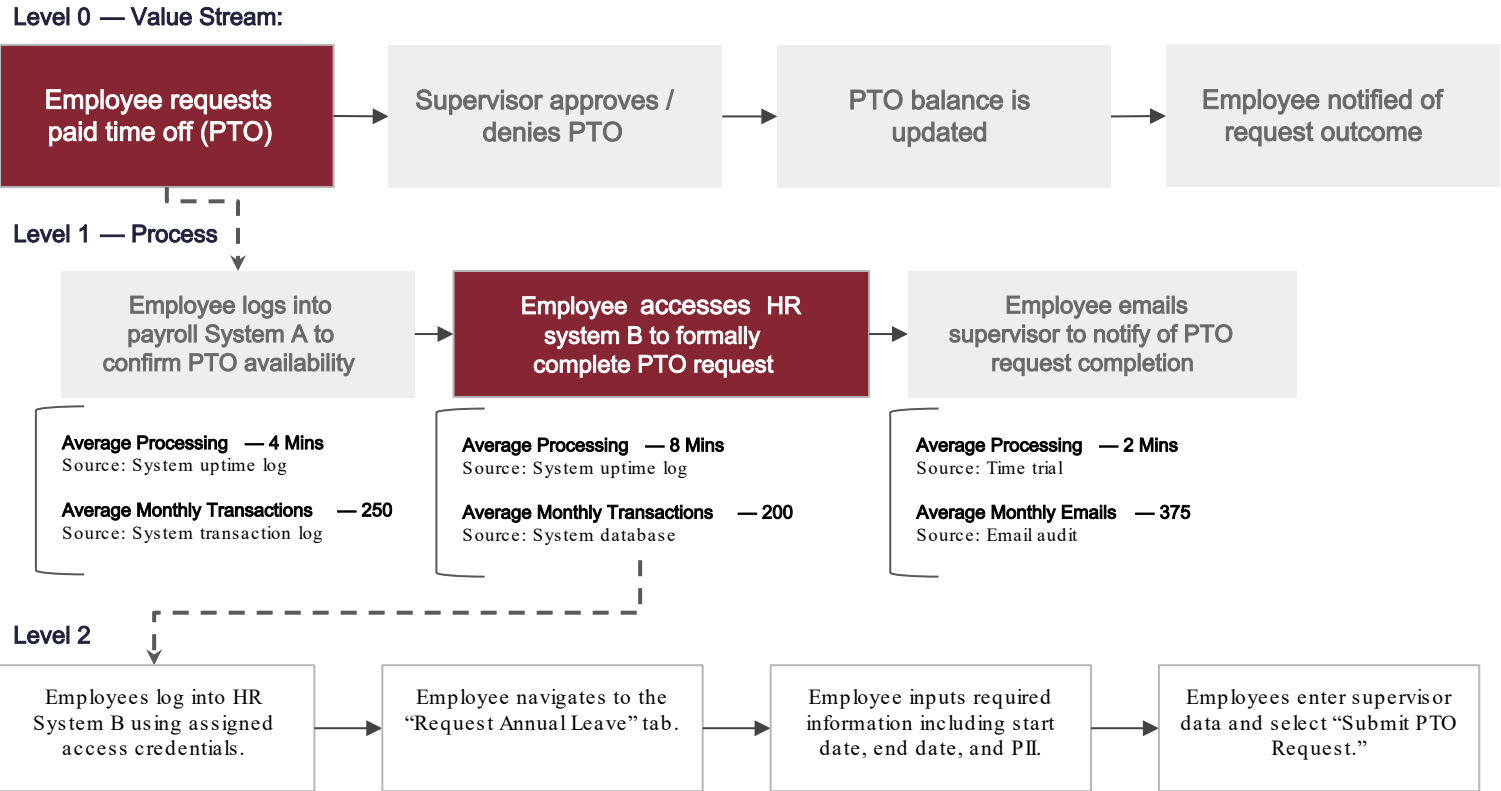 Level 0 — Value Stream:
Employee requests
paid time off (PTO)
Supervisor approves /
denies PTO
PTO balance is
updated
Employee notified of
request outcome
Level 1 — Process
Employee logs into
payroll System A to
confirm PTO availability
Employee accesses HR
system B to formally
complete PTO request
Employee emails
supervisor to notify of PTO
request completion
Average Processing — 4 Mins
Source: System uptime log
Average Monthly Transactions — 250
Source: System transaction log
Average Processing — 8 Mins
Source: System uptime log
Average Monthly Transactions — 200
Source: System database
Average Processing — 2 Mins
Source: Time trial
Average Monthly Emails — 375
Source: Email audit
Level 2
Employees log into HR
System B using assigned
access credentials.
Employee navigates to the
“Request Annual Leave” tab.
Employee inputs required
information including start
date, end date, and PII.
Employees enter supervisor
data and select “Submit PTO
Request.”